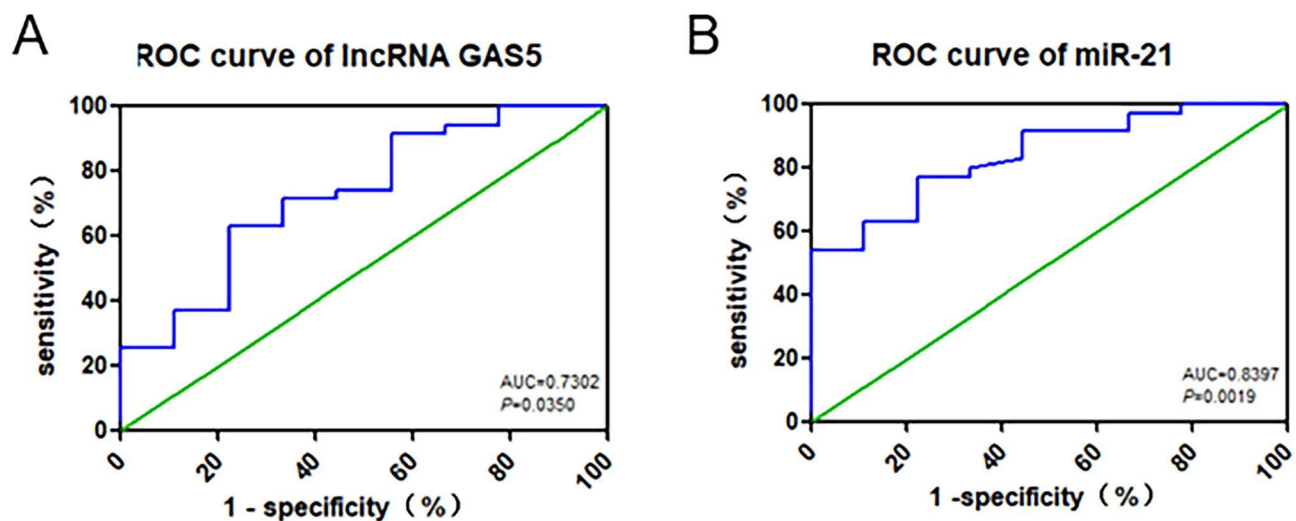 A
ROC curve of lncRNA GAS5
sensitivity（%）
100
80
60
40
20
0
AUC=0.7302
P=0.0350
0 20 40 60 80 100
1 - specificity（%）
B
ROC curve of miR-21
sensitivity（%）
100
80
60
40
20
0
AUC=0.8397
P=0.0019
0 20 40 60 80 100
1 -specificity（%）